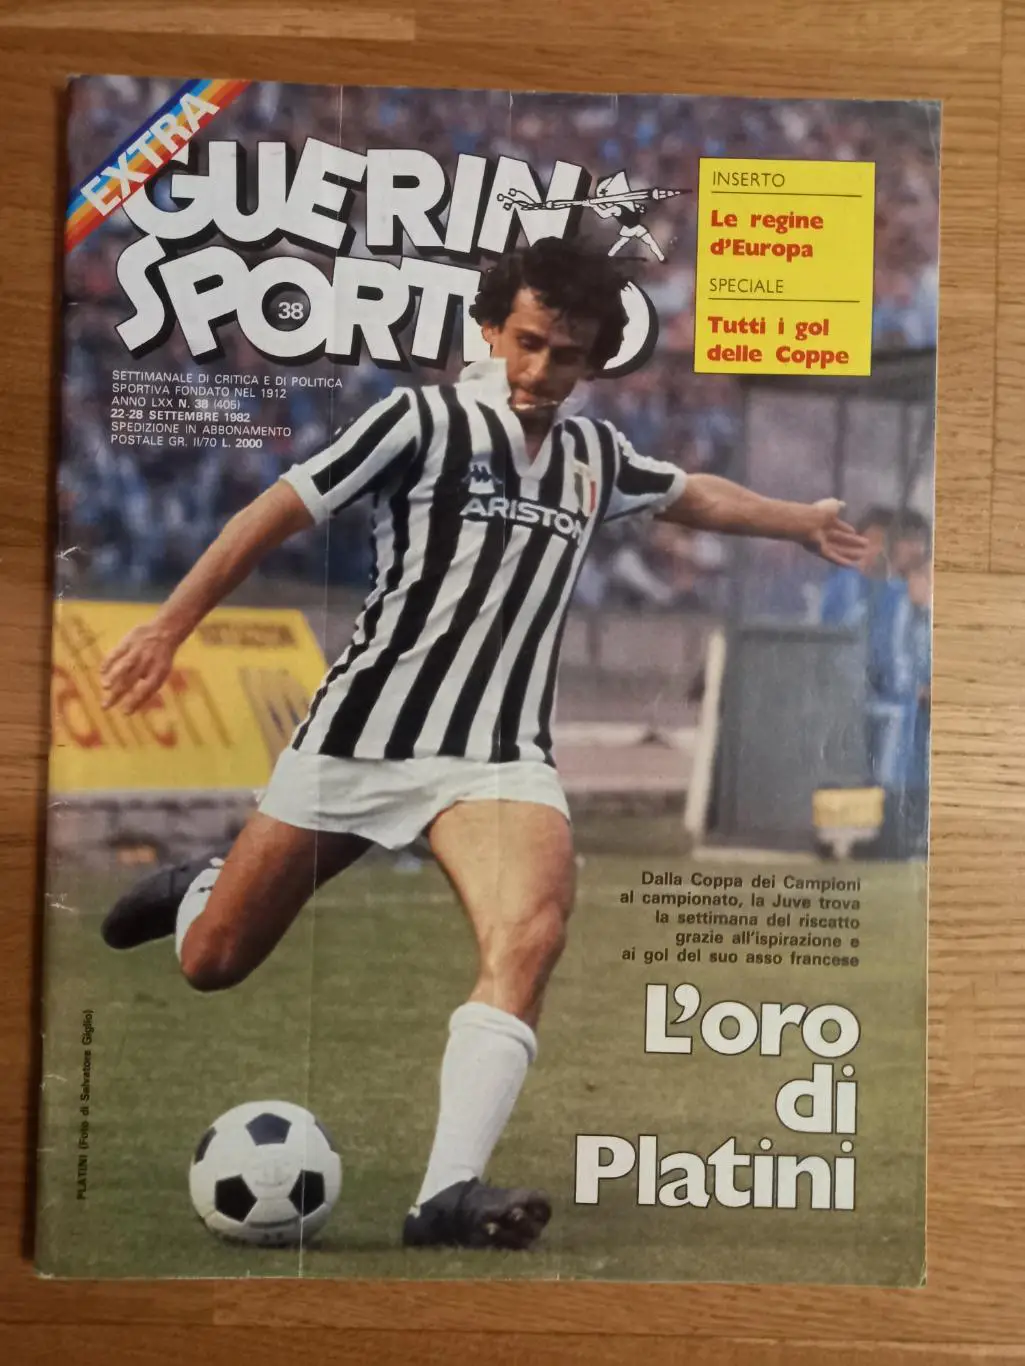 EXTRA
GUERIN
SPORTIVO
38
SETTIMANALE DI CRITICA E DI POLITICA
SPORTIVA FONDATO NEL 1912
ANNO LXX N. 38 (405)
22-28 SETTEMBRE 1982
SPEDIZIONE IN ABBONAMENTO
POSTALE GR. II/70 L. 2000
INSERTO
Le regine
d'Europa
SPECIALE
Tutti i gol
delle Coppe
ARISTON
Dalla Coppa dei Campioni
al campionato, la Juve trova
la settimana del riscatto
grazie all'ispirazione e
ai gol del suo asso francese
L'oro
di
Platini
PLATINI (Foto di Salvatore Giglio)